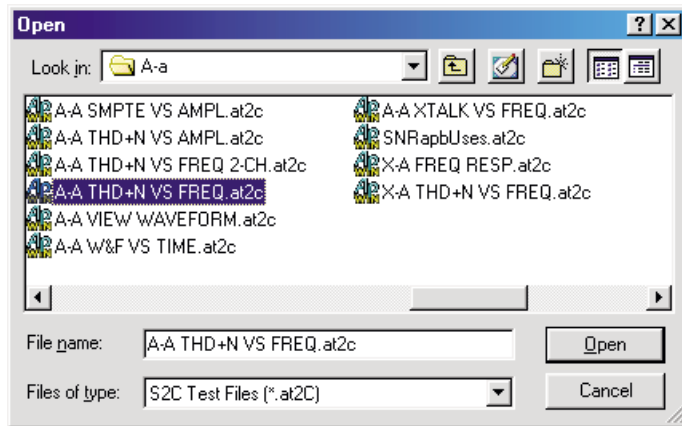 Open
Look in: A-a
A-A SMPTE VS AMPL.at2c
A-A THD+N VS AMPL.at2c
A-A THD+N VS FREQ 2-CH.at2c
A-A THD+N VS FREQ.at2c
A-A VIEW WAVEFORM.at2c
A-A W&F VS TIME.at2c
A-A XTALK VS FREQ.at2c
SNRapbUses.at2c
X-A FREQ RESP.at2c
X-A THD+N VS FREQ.at2c
File name: A-A THD+N VS FREQ.at2c Open
Files of type: S2C Test Files (*.at2C) Cancel